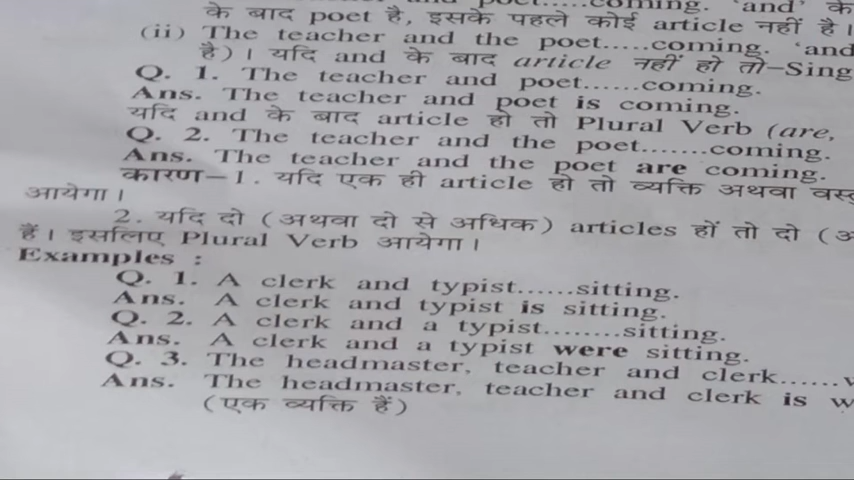 coming. 'and' के
के बाद poet है, इसके पहले कोई article नहीं है।
(ii) The teacher and the poet.....coming. 'and
है)। यदि and के बाद article नहीं हो तो–Sing
Q. 1. The teacher and poet......coming.
Ans. The teacher and poet is coming.
यदि and के बाद article हो तो Plural Verb (are,
Q. 2. The teacher and the poet.......coming.
Ans. The teacher and the poet are coming.
कारण–1. यदि एक ही article हो तो व्यक्ति अथवा वस्तु
आयेगा।
2. यदि दो (अथवा दो से अधिक) articles हों तो दो (अ
हैं। इसलिए Plural Verb आयेगा।
Examples :
Q. 1. A clerk and typist......sitting.
Ans. A clerk and typist is sitting.
Q. 2. A clerk and a typist........sitting.
Ans. A clerk and a typist were sitting.
Q. 3. The headmaster, teacher and clerk......w
Ans. The headmaster, teacher and clerk is w
(एक व्यक्ति हैं)